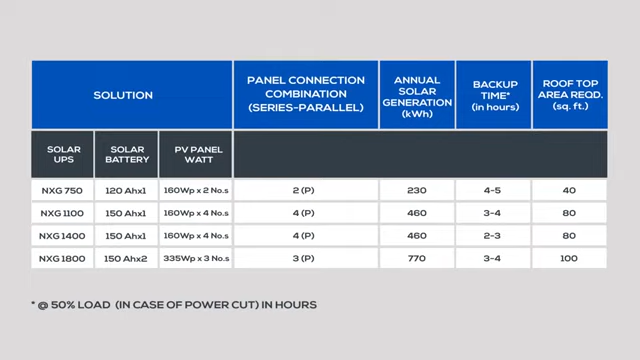 SOLUTION
PANEL CONNECTION
COMBINATION
(SERIES-PARALLEL)
ANNUAL
SOLAR
GENERATION
(kWh)
BACKUP
TIME*
(in hours)
ROOF TOP
AREA REQD.
(sq. ft.)
SOLAR
UPS
SOLAR
BATTERY
PV PANEL
WATT
NXG 750 120 Ahx1 160Wp x 2 No.s 2 (P) 230 4-5 40
NXG 1100 150 Ahx1 160Wp x 4 No.s 4 (P) 460 3-4 80
NXG 1400 150 Ahx1 160Wp x 4 No.s 4 (P) 460 2-3 80
NXG 1800 150 Ahx2 335Wp x 3 No.s 3 (P) 770 3-4 100
* @ 50% LOAD (IN CASE OF POWER CUT) IN HOURS